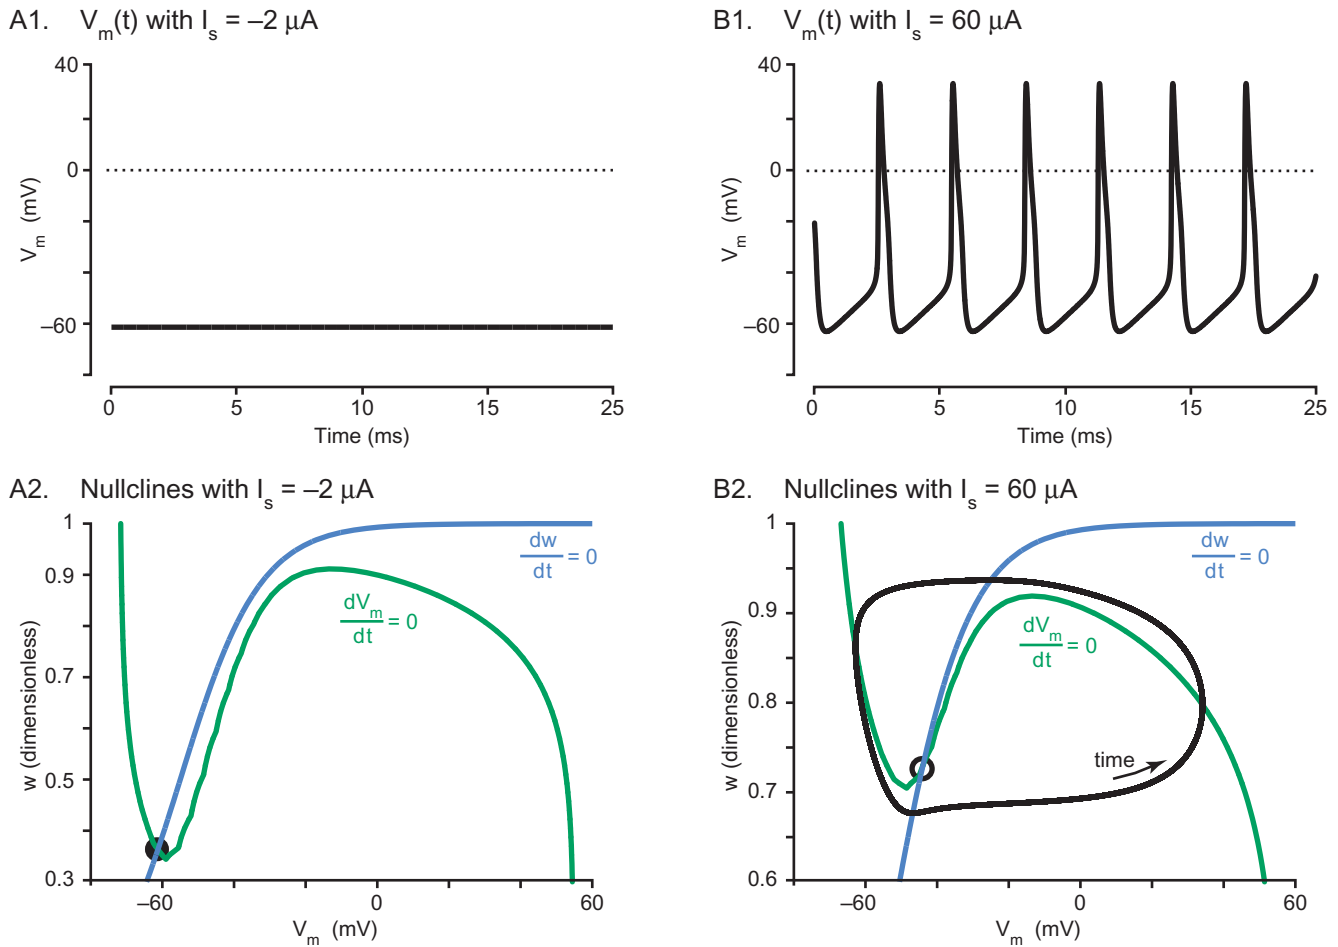 A1. V_m(t) with I_s = –2 μA
40
0
–60
V_m (mV)
0 5 10 15 20 25
Time (ms)
B1. V_m(t) with I_s = 60 μA
40
0
–60
V_m (mV)
0 5 10 15 20 25
Time (ms)
A2. Nullclines with I_s = –2 μA
1
0.9
0.7
0.5
0.3
w (dimensionless)
dw
dt = 0
dV_m
dt = 0
–60 0 60
V_m (mV)
B2. Nullclines with I_s = 60 μA
1
0.9
0.8
0.7
0.6
w (dimensionless)
dw
dt = 0
dV_m
dt = 0
time
–60 0 60
V_m (mV)